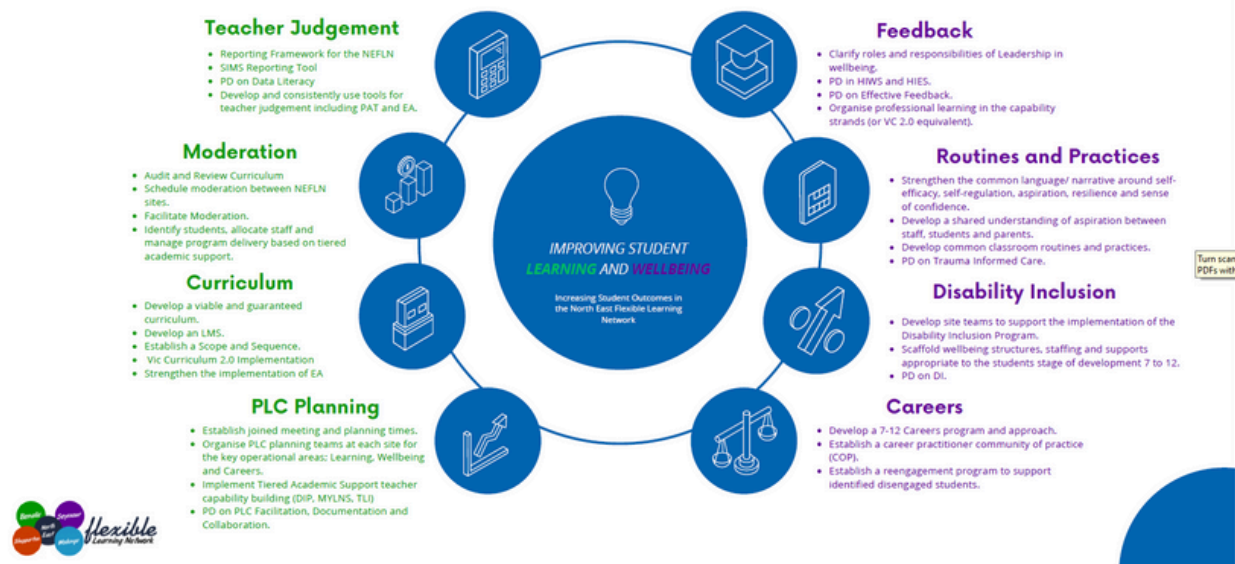 Teacher Judgement
• Reporting Framework for the NEFLN
• SIMS Reporting Tool
• PD on Data Literacy
• Develop and consistently use tools for
teacher judgement including PAT and EA.
Moderation
• Audit and Review Curriculum
• Schedule moderation between NEFLN
sites.
• Facilitate Moderation.
• Identify students, allocate staff and
manage program delivery based on tiered
academic support.
Curriculum
• Develop a viable and guaranteed
curriculum.
• Develop an LMS.
• Establish a Scope and Sequence.
• Vic Curriculum 2.0 Implementation
• Strengthen the implementation of EA
PLC Planning
• Establish joined meeting and planning times.
• Organise PLC planning teams at each site for
the key operational areas; Learning, Wellbeing
and Careers.
• Implement Tiered Academic Support teacher
capability building (DIP, MYLNS, TLI)
• PD on PLC Facilitation, Documentation and
Collaboration.
IMPROVING STUDENT
LEARNING AND WELLBEING
Increasing Student Outcomes in
the North East Flexible Learning
Network
Feedback
• Clarify roles and responsibilities of Leadership in
wellbeing.
• PD in HIWS and HIES.
• PD on Effective Feedback.
• Organise professional learning in the capability
strands (or VC 2.0 equivalent).
Routines and Practices
• Strengthen the common language/ narrative around self-
efficacy, self-regulation, aspiration, resilience and sense
of confidence.
• Develop a shared understanding of aspiration between
staff, students and parents.
• Develop common classroom routines and practices.
• PD on Trauma Informed Care.
Disability Inclusion
• Develop site teams to support the implementation of the
Disability Inclusion Program.
• Scaffold wellbeing structures, staffing and supports
appropriate to the students stage of development 7 to 12.
• PD on DI.
Careers
• Develop a 7-12 Careers program and approach.
• Establish a career practitioner community of practice
(COP).
• Establish a reengagement program to support
identified disengaged students.
Turn scan
PDFs with
Benalla
Seymour
North
East
Shepparton
flexible
Learning Network